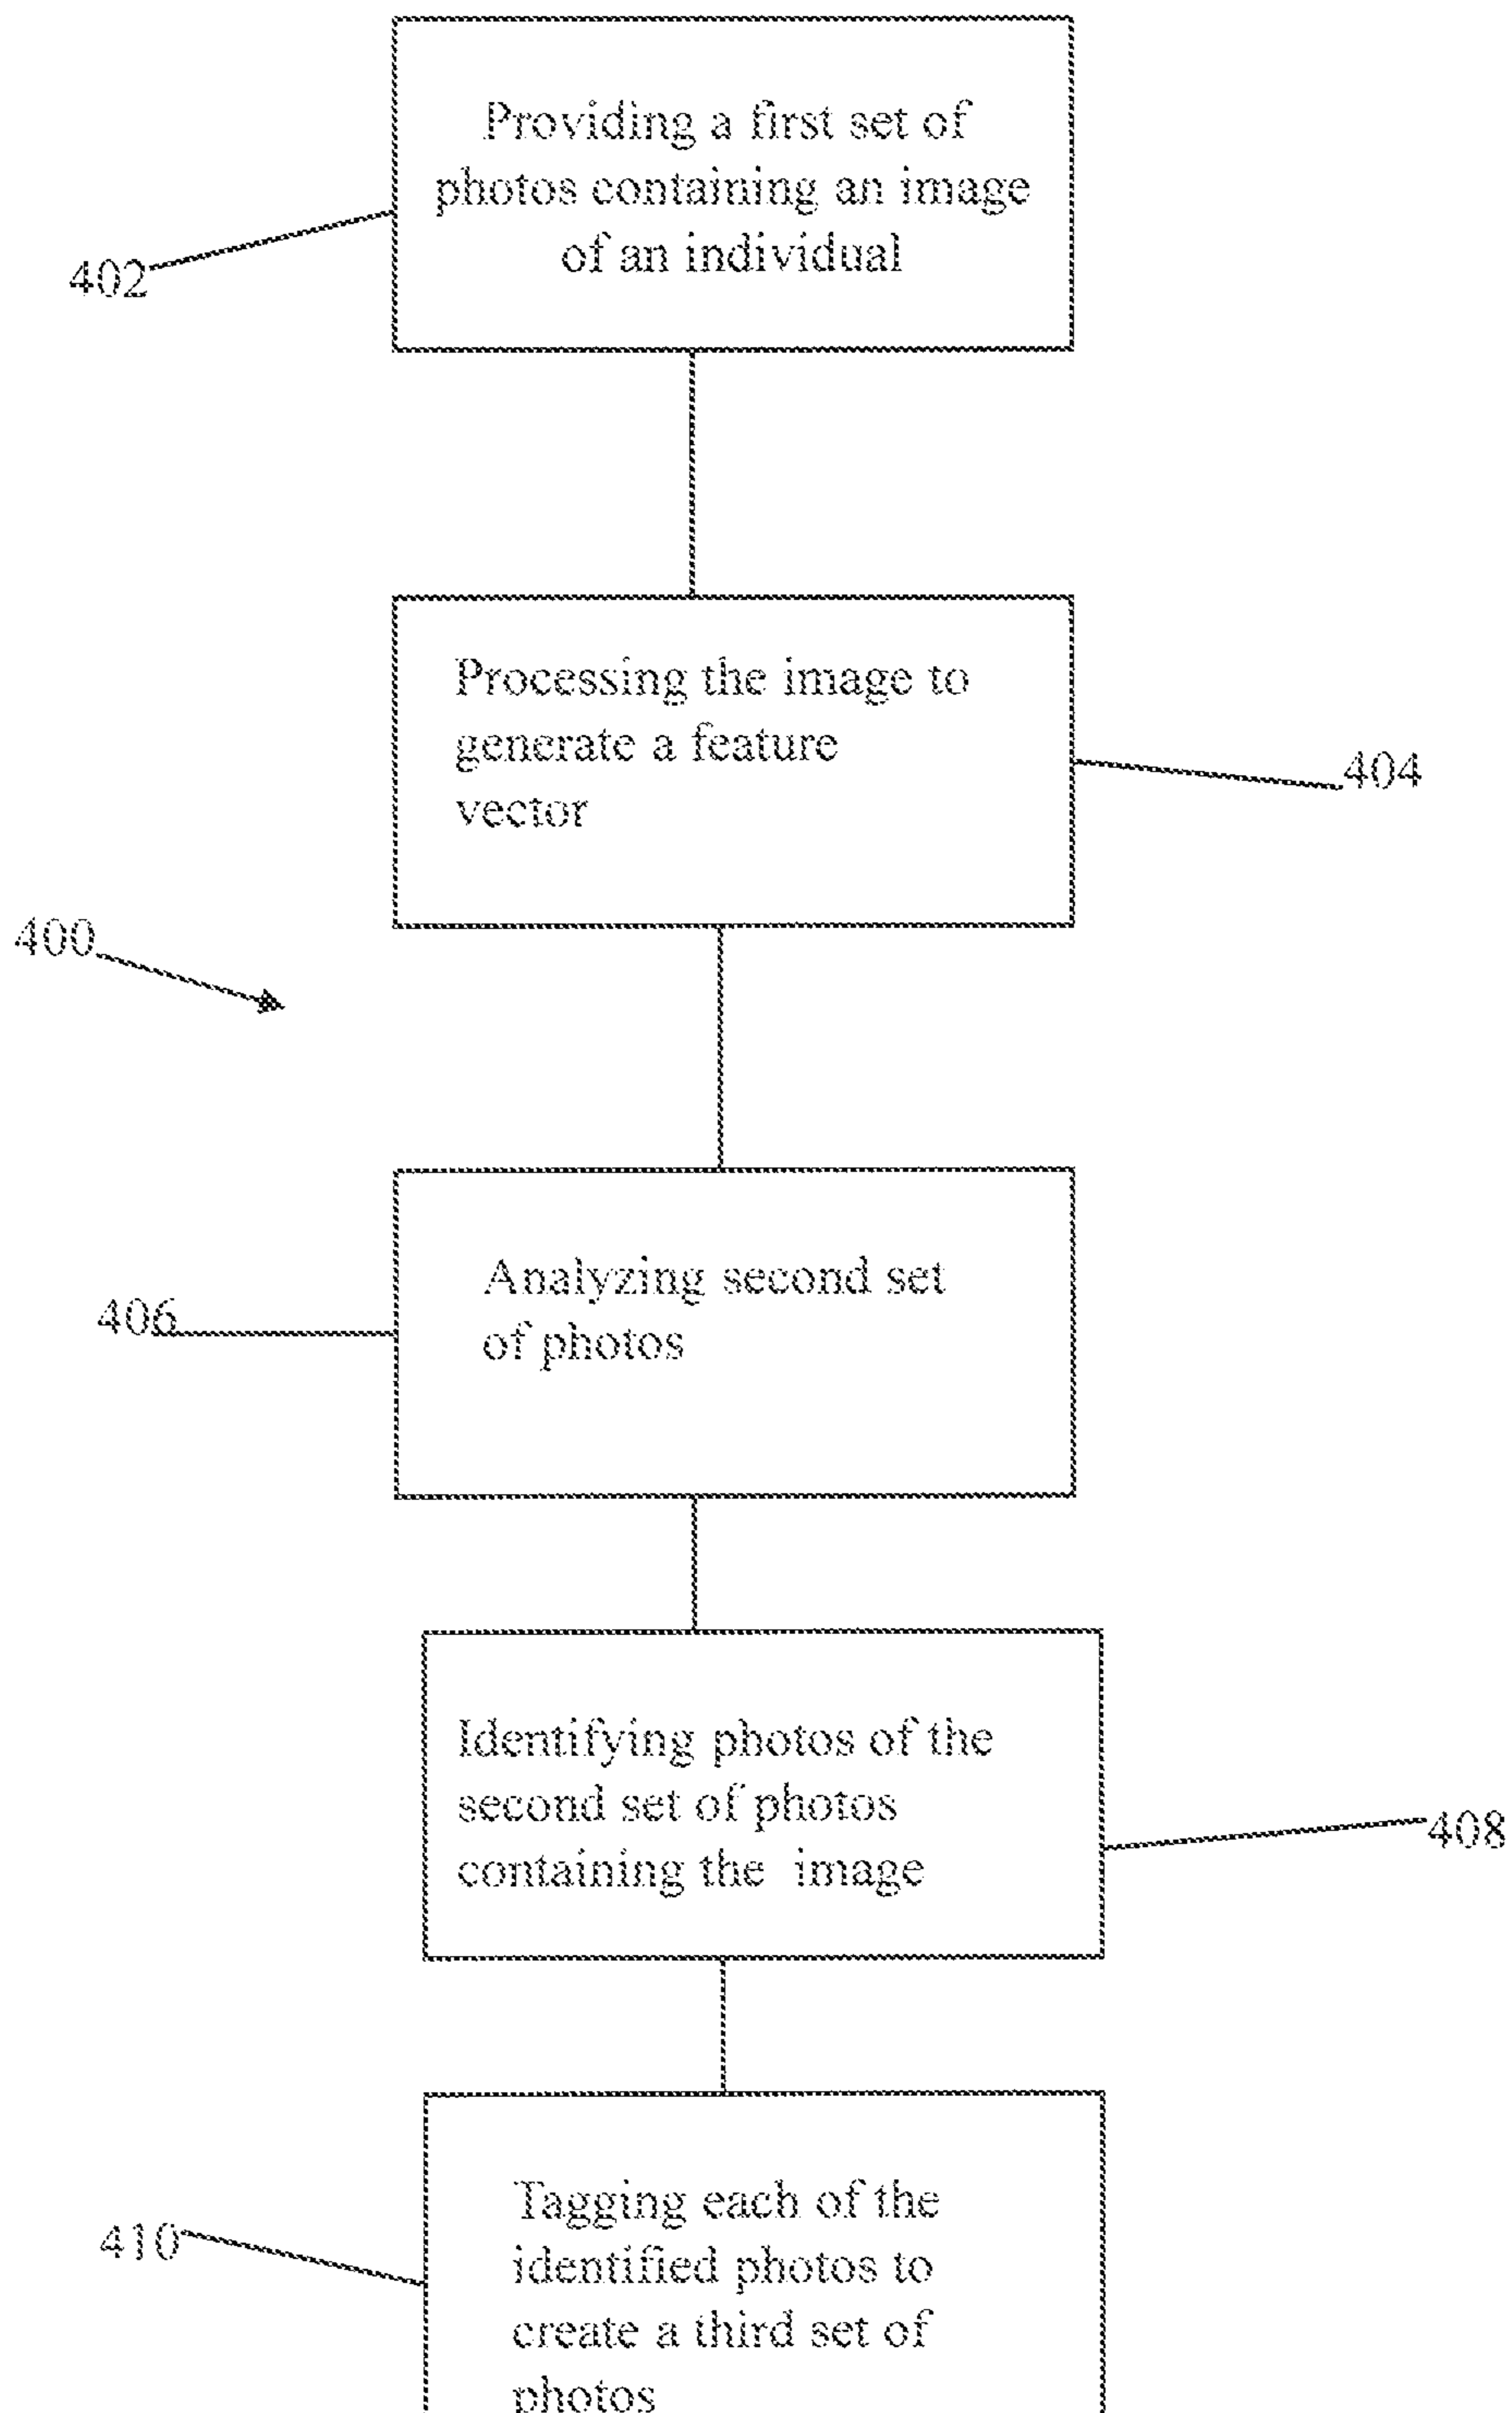 Providing a first set of
photos containing an image
of an individual
402
Processing the image to
generate a feature
vector
404
400
Analyzing second set
of photos
406
Identifying photos of the
second set of photos
containing the image
408
Tagging each of the
identified photos to
create a third set of
photos
410